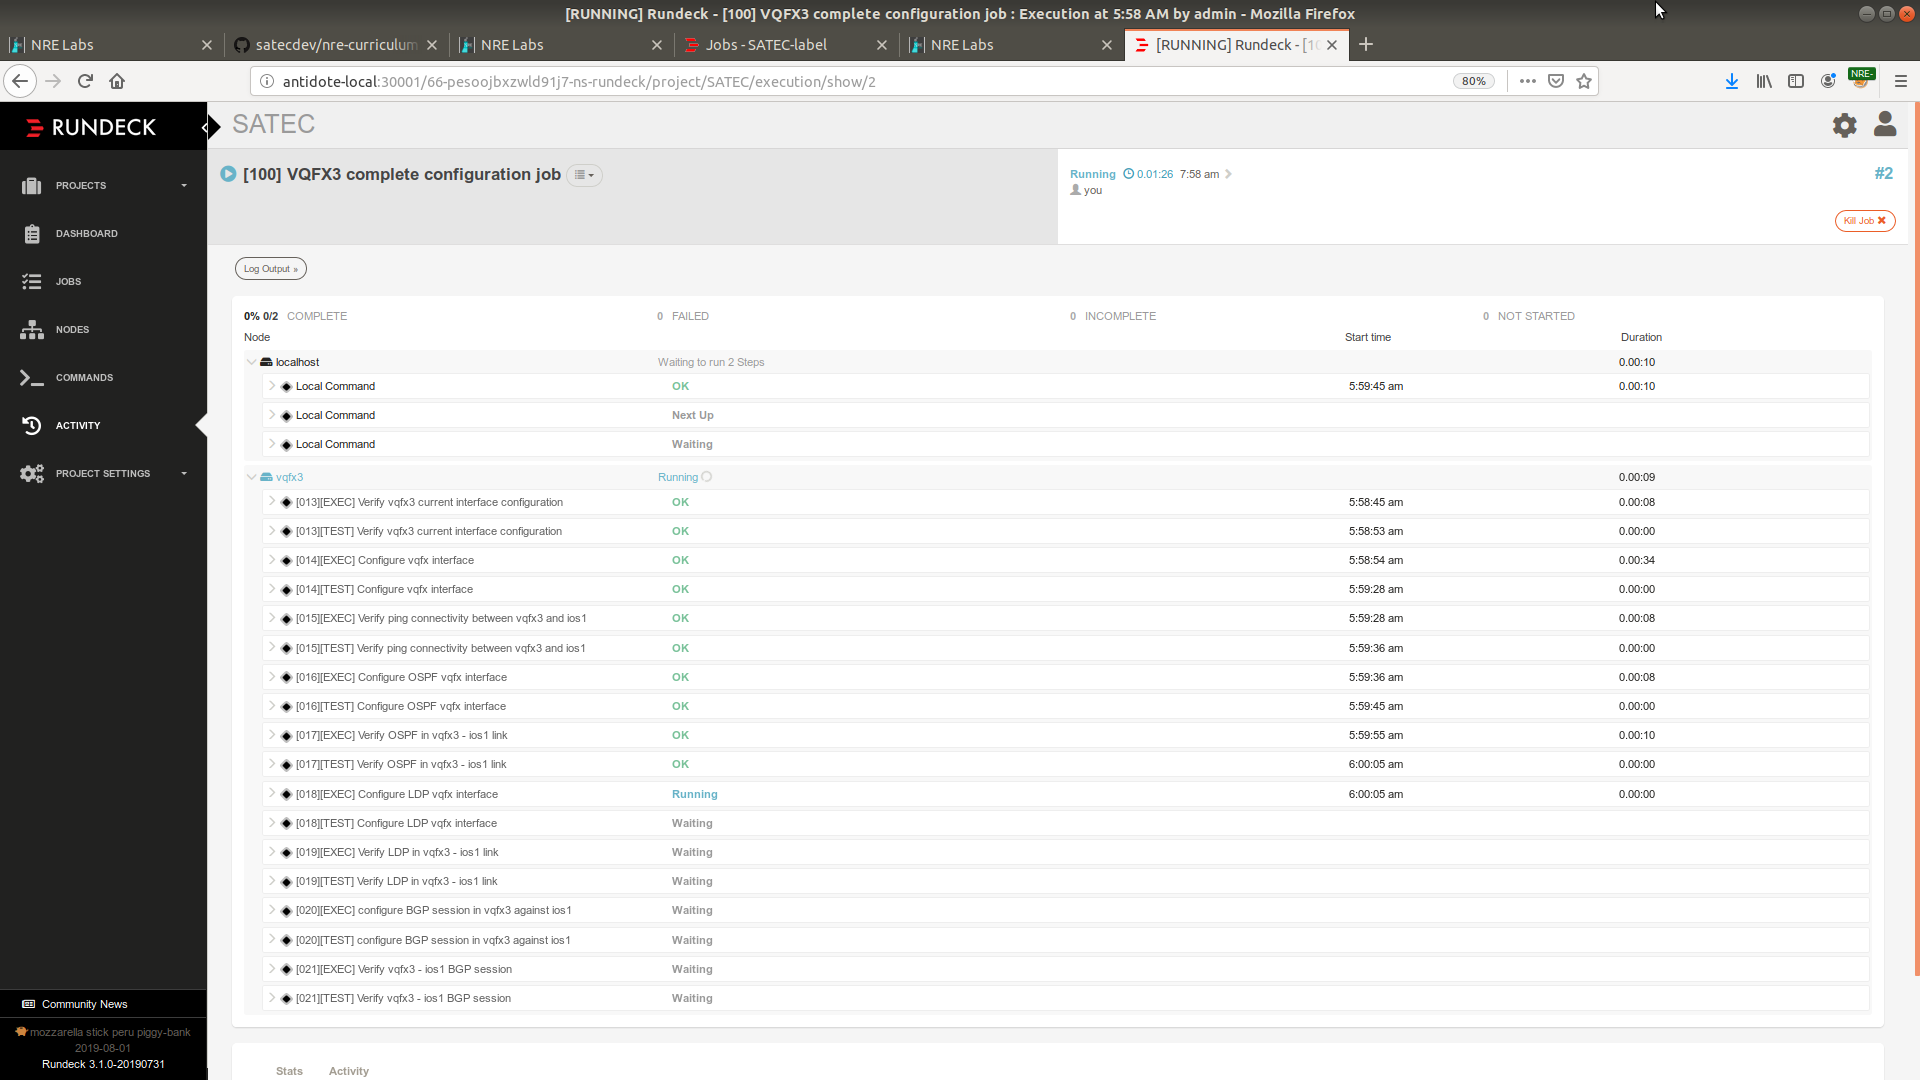 [RUNNING] Rundeck - [100] VQFX3 complete configuration job : Execution at 5:58 AM by admin - Mozilla Firefox
NRE Labs
satecdev/nre-curriculum
NRE Labs
Jobs - SATEC-label
NRE Labs
[RUNNING] Rundeck - [10
antidote-local:30001/66-pesoojbxzwld91j7-ns-rundeck/project/SATEC/execution/show/2
80%
NRE-
RUNDECK
SATEC
PROJECTS
DASHBOARD
JOBS
NODES
COMMANDS
ACTIVITY
PROJECT SETTINGS
[100] VQFX3 complete configuration job
Running 0.01:26 7:58 am
#2
you
Kill Job
Log Output »
0% 0/2 COMPLETE 0 FAILED 0 INCOMPLETE 0 NOT STARTED
Node Start time Duration
localhost Waiting to run 2 Steps 0.00:10
Local Command OK 5:59:45 am 0.00:10
Local Command Next Up
Local Command Waiting
vqfx3 Running 0.00:09
[013][EXEC] Verify vqfx3 current interface configuration OK 5:58:45 am 0.00:08
[013][TEST] Verify vqfx3 current interface configuration OK 5:58:53 am 0.00:00
[014][EXEC] Configure vqfx interface OK 5:58:54 am 0.00:34
[014][TEST] Configure vqfx interface OK 5:59:28 am 0.00:00
[015][EXEC] Verify ping connectivity between vqfx3 and ios1 OK 5:59:28 am 0.00:08
[015][TEST] Verify ping connectivity between vqfx3 and ios1 OK 5:59:36 am 0.00:00
[016][EXEC] Configure OSPF vqfx interface OK 5:59:36 am 0.00:08
[016][TEST] Configure OSPF vqfx interface OK 5:59:45 am 0.00:00
[017][EXEC] Verify OSPF in vqfx3 - ios1 link OK 5:59:55 am 0.00:10
[017][TEST] Verify OSPF in vqfx3 - ios1 link OK 6:00:05 am 0.00:00
[018][EXEC] Configure LDP vqfx interface Running 6:00:05 am 0.00:00
[018][TEST] Configure LDP vqfx interface Waiting
[019][EXEC] Verify LDP in vqfx3 - ios1 link Waiting
[019][TEST] Verify LDP in vqfx3 - ios1 link Waiting
[020][EXEC] configure BGP session in vqfx3 against ios1 Waiting
[020][TEST] configure BGP session in vqfx3 against ios1 Waiting
[021][EXEC] Verify vqfx3 - ios1 BGP session Waiting
[021][TEST] Verify vqfx3 - ios1 BGP session Waiting
Community News
mozzarella stick peru piggy-bank
2019-08-01
Rundeck 3.1.0-20190731
Stats Activity